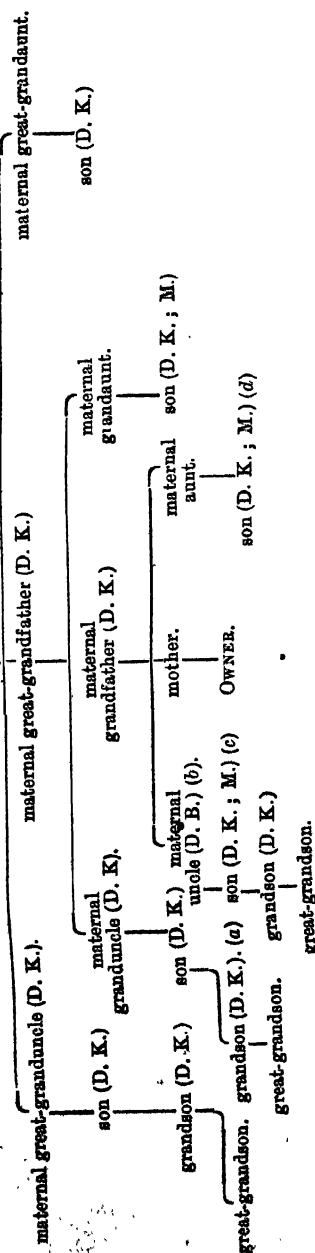 maternal great-granduncle (D. K.). maternal great-grandfather (D. K.) maternal great-grandaunt.
son (D. K.) son (D. K.)
maternal maternal maternal
granduncle (D. K). grandfather (D. K.) grandaunt.
grandson (D. K.) son (D. K.) maternal mother. maternal son (D. K. ; M.)
uncle (D. B.) (b). aunt.
great-grandson. grandson (D. K.). (a) son (D. K. ; M.) (c) OWNER. son (D. K. ; M.) (d)
great-grandson. grandson (D. K.)
great-grandson.